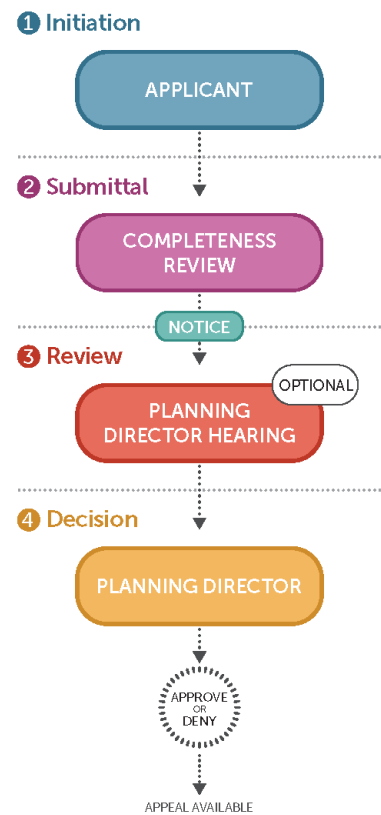 1 Initiation
APPLICANT
2 Submittal
COMPLETENESS
REVIEW
NOTICE
3 Review
OPTIONAL
PLANNING
DIRECTOR HEARING
4 Decision
PLANNING DIRECTOR
APPROVE
OR
DENY
APPEAL AVAILABLE